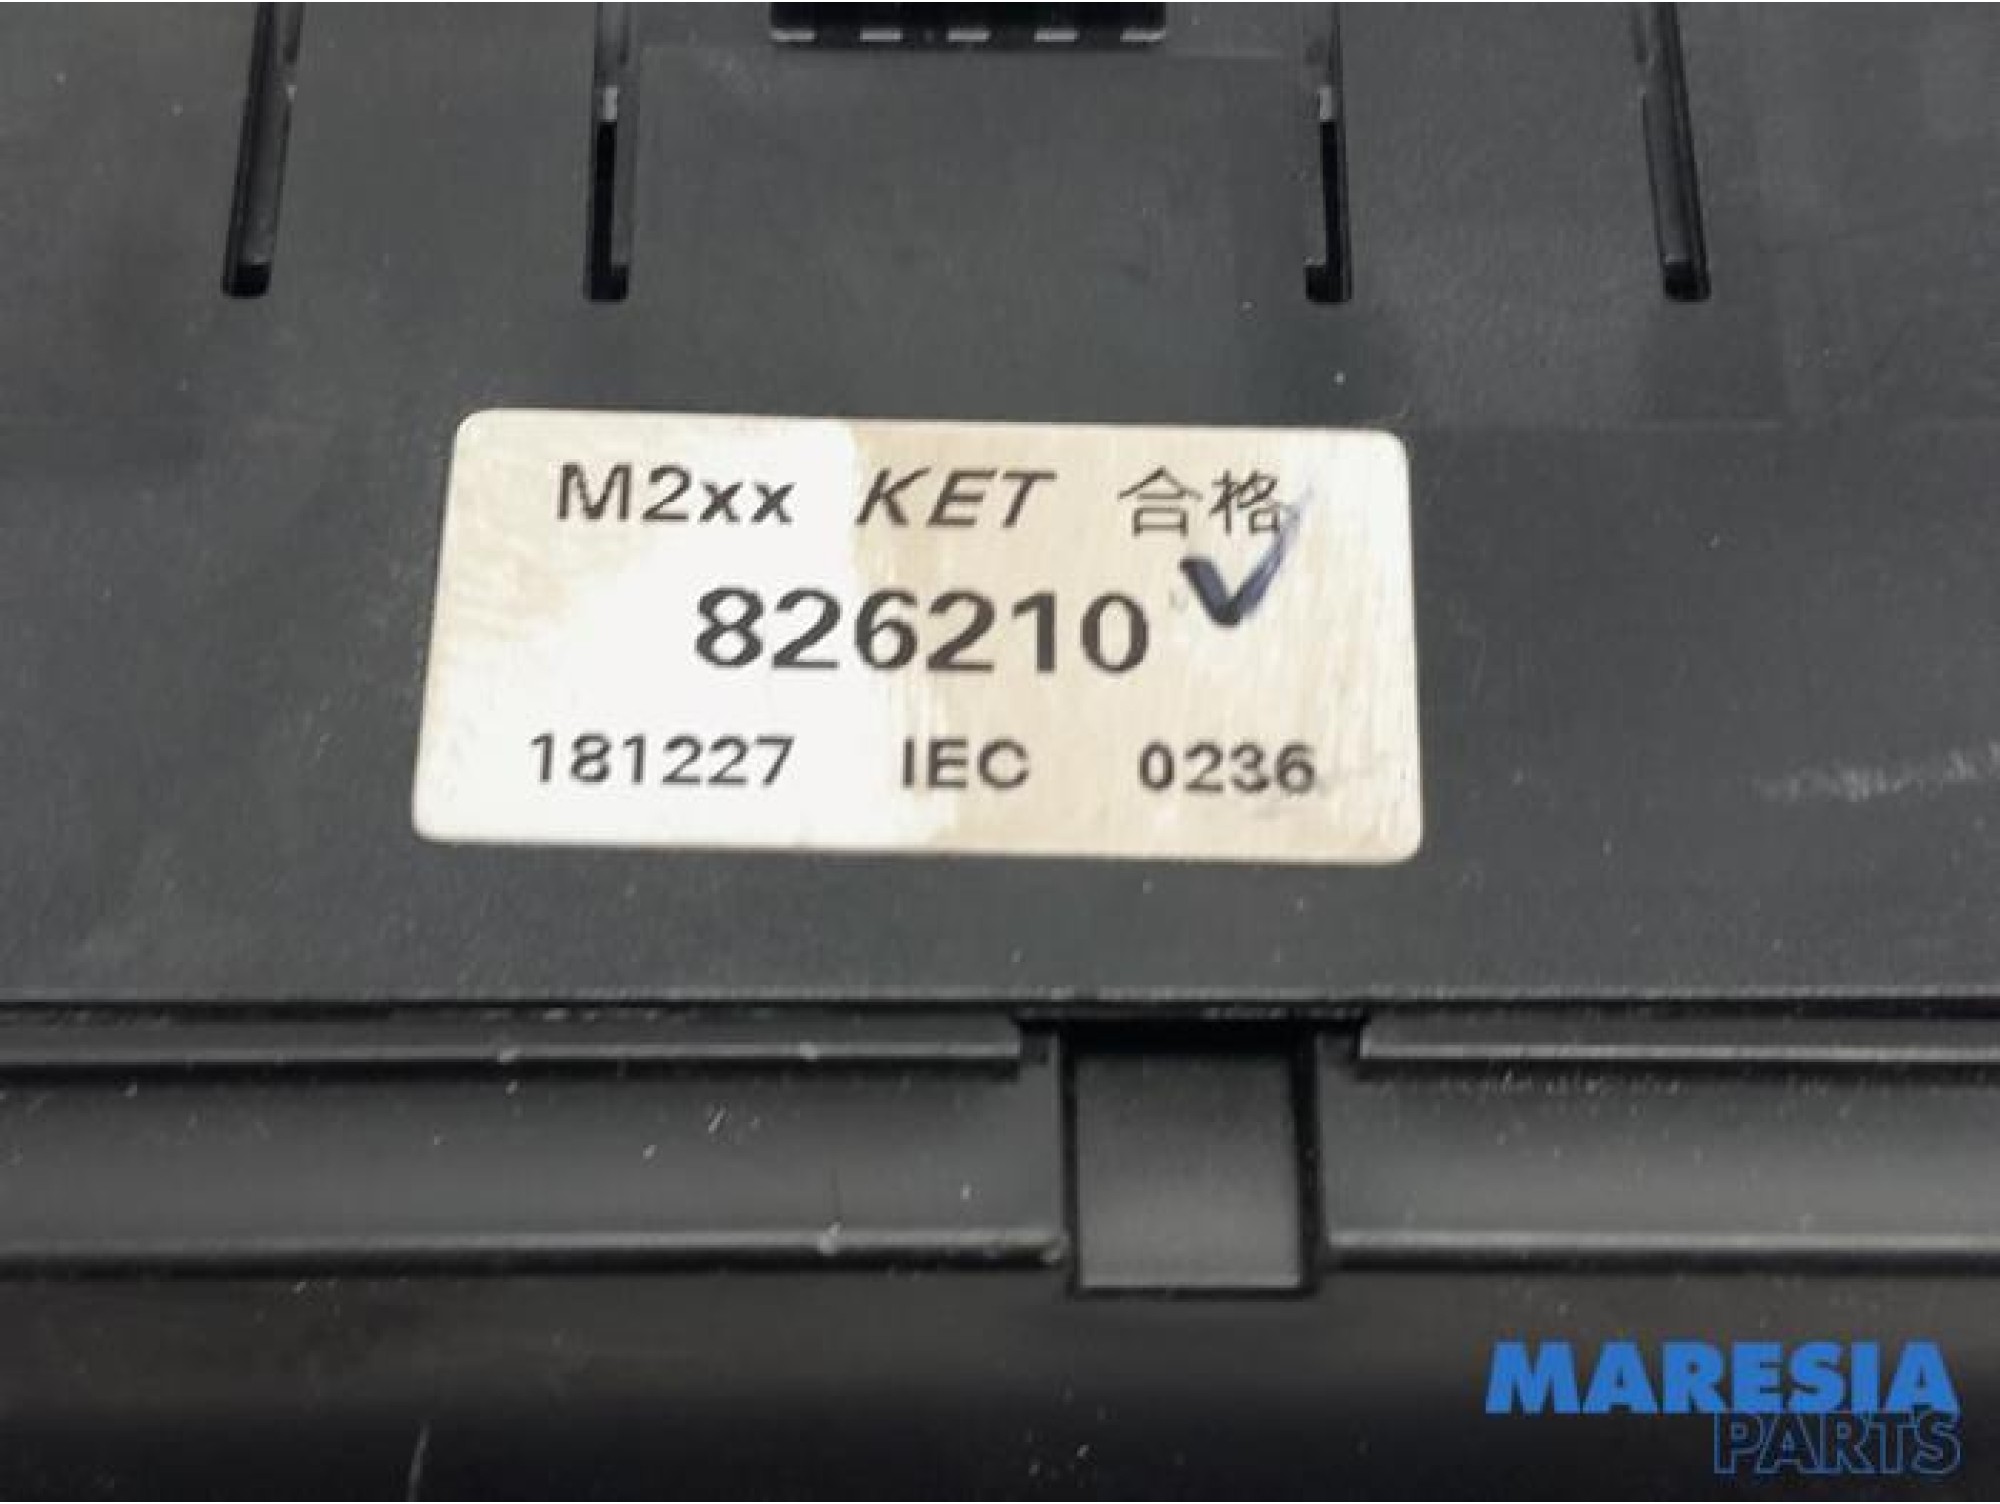 M2xx KET 合格
826210
181227 IEC 0236
MARESIA
PARTS